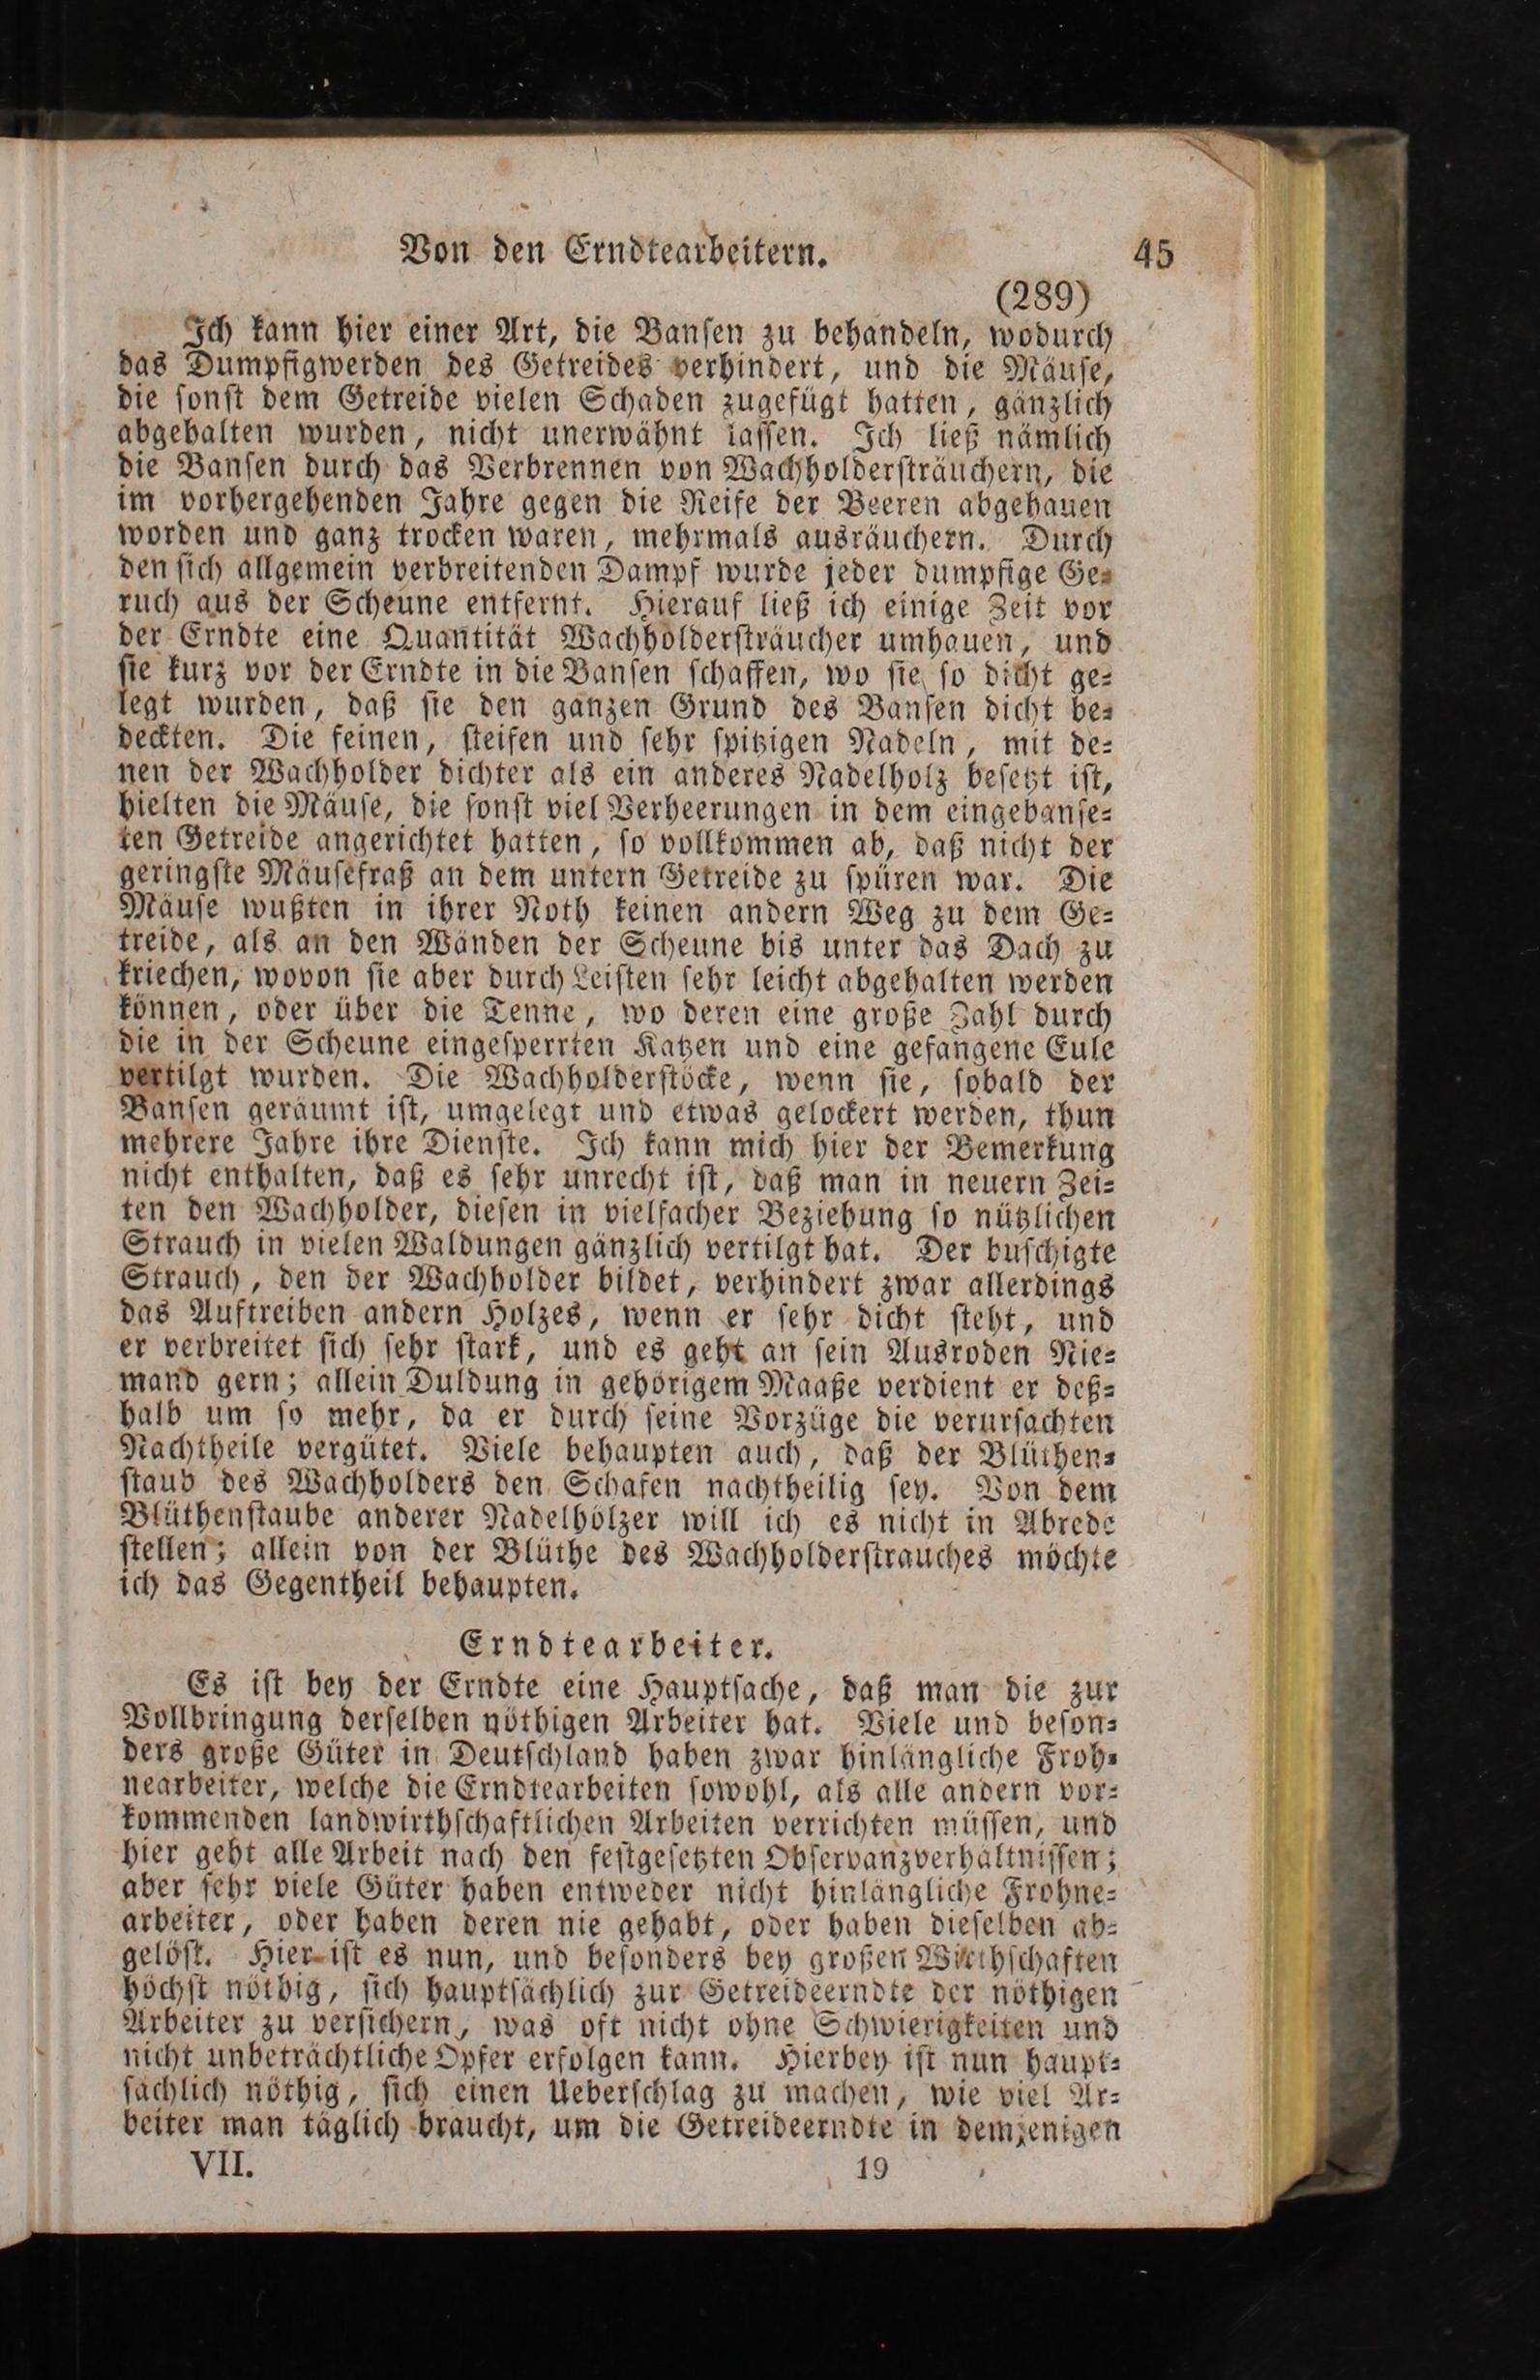 Von den Erndtearbeitern. 45
(289)
Ich kann hier einer Art, die Banſen zu behandeln, wodurch
das Dumpfigwerden des Getreides verhindert, und die Mäuſe,
die ſonſt dem Getreide vielen Schaden zugefügt hatten, gänzlich
abgehalten wurden, nicht unerwähnt laſſen. Ich ließ nämlich
die Banſen durch das Verbrennen von Wachholderſträuchern, die
im vorhergehenden Jahre gegen die Reife der Beeren abgehauen
worden und ganz trocken waren, mehrmals ausräuchern. Durch
den ſich allgemein verbreitenden Dampf wurde jeder dumpfige Ge⸗
ruch aus der Scheune entfernt. Hierauf ließ ich einige Zeit vor
der Erndte eine Quantität Wachholderſträucher umhauen, und
ſie kurz vor der Erndte in die Banſen ſchaffen, wo ſie ſo dicht ge⸗
legt wurden, daß ſie den ganzen Grund des Banſen dicht be⸗
deckten. Die feinen, ſteifen und ſehr ſpitzigen Nadeln, mit de⸗
nen der Wachholder dichter als ein anderes Nadelholz beſetzt iſt,
hielten die Mäuſe, die ſonſt viel Verheerungen in dem eingebanſe⸗
ten Getreide angerichtet hatten, ſo vollkommen ab, daß nicht der
geringſte Mäuſefraß an dem untern Getreide zu ſpüren war. Die
Mäuſe wußten in ihrer Noth keinen andern Weg zu dem Ge⸗
treide, als an den Wänden der Scheune bis unter das Dach zu
kriechen, wovon ſie aber durch Leiſten ſehr leicht abgehalten werden
können, oder über die Tenne, wo deren eine große Zahl durch
die in der Scheune eingeſperrten Katzen und eine gefangene Eule
vertilgt wurden. Die Wachholderſtöcke, wenn ſie, ſobald der
Banſen geräumt iſt, umgelegt und etwas gelockert werden, thun
mehrere Jahre ihre Dienſte. Ich kann mich hier der Bemerkung
nicht enthalten, daß es ſehr unrecht iſt, daß man in neuern Zei⸗
ten den Wachholder, dieſen in vielfacher Beziehung ſo nützlichen
Strauch in vielen Waldungen gänzlich vertilgt hat. Der buſchigte
Strauch, den der Wachholder bildet, verhindert zwar allerdings
das Auftreiben andern Holzes, wenn er ſehr dicht ſteht, und
er verbreitet ſich ſehr ſtark, und es geht an ſein Ausroden Nie⸗
mand gern; allein Duldung in gehörigem Maaße verdient er deß⸗
halb um ſo mehr, da er durch ſeine Vorzüge die verurſachten
Nachtheile vergütet. Viele behaupten auch, daß der Blüthen⸗
ſtaub des Wachholders den Schafen nachtheilig ſey. Von dem
Blüthenſtaube anderer Nadelhölzer will ich es nicht in Abrede
ſtellen; allein von der Blüthe des Wachholderſtrauches möchte
ich das Gegentheil behaupten.
Erndtearbeiter.
Es iſt bey der Erndte eine Hauptſache, daß man die zur
Vollbringung derſelben nöthigen Arbeiter hat. Viele und beſon⸗
ders große Güter in Deutſchland haben zwar hinlängliche Froh⸗
nearbeiter, welche die Erndtearbeiten ſowohl, als alle andern vor⸗
kommenden landwirthſchaftlichen Arbeiten verrichten müſſen, und
hier geht alle Arbeit nach den feſtgeſetzten Obſervanzverhältniſſen;
aber ſehr viele Güter haben entweder nicht hinlängliche Frohne⸗
arbeiter, oder haben deren nie gehabt, oder haben dieſelben ab⸗
gelöſt. Hier iſt es nun, und beſonders bey großen Wirthſchaften
höchſt nöthig, ſich hauptſächlich zur Getreideerndte der nöthigen
Arbeiter zu verſichern, was oft nicht ohne Schwierigkeiten und
nicht unbeträchtliche Opfer erfolgen kann. Hierbey iſt nun haupt⸗
ſächlich nöthig, ſich einen Ueberſchlag zu machen, wie viel Ar⸗
beiter man täglich braucht, um die Getreideerndte in demjenigen
VII. 19